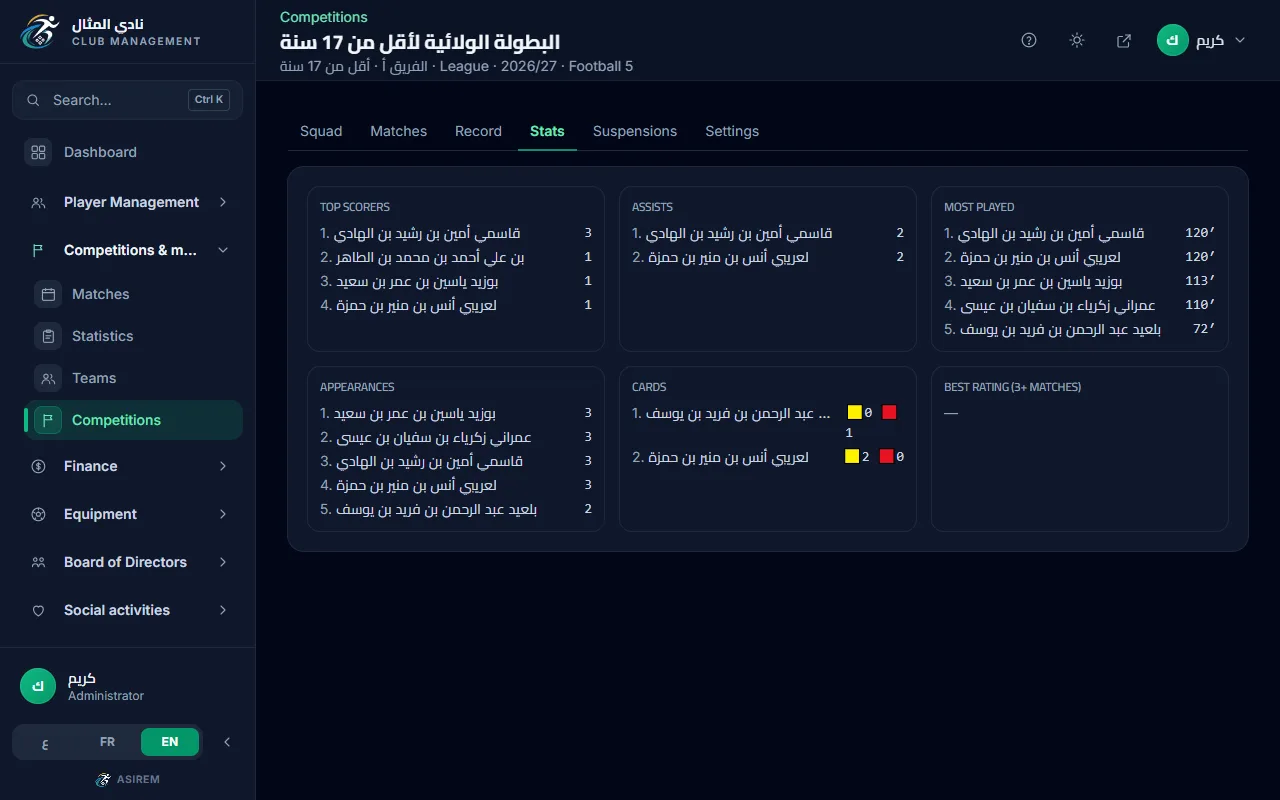 نادي المثال
CLUB MANAGEMENT
Search...
Ctrl K
Dashboard
Player Management
Competitions & m...
Matches
Statistics
Teams
Competitions
Finance
Equipment
Board of Directors
Social activities
كريم
Administrator
ع
FR
EN
ASIREM
Competitions
البطولة الولائية لأقل من 17 سنة
الفريق أ · أقل من 17 سنة · League · 2026/27 · Football 5
ك كريم
Squad
Matches
Record
Stats
Suspensions
Settings
TOP SCORERS
1. قاسمي أمين بن رشيد بن الهادي 3
2. بن علي أحمد بن محمد بن الطاهر 1
3. بوزيد ياسين بن عمر بن سعيد 1
4. لعريبي أنس بن منير بن حمزة 1
ASSISTS
1. قاسمي أمين بن رشيد بن الهادي 2
2. لعريبي أنس بن منير بن حمزة 2
MOST PLAYED
1. قاسمي أمين بن رشيد بن الهادي 120′
2. لعريبي أنس بن منير بن حمزة 120′
3. بوزيد ياسين بن عمر بن سعيد 113′
4. عمراني زكرياء بن سفيان بن عيسى 110′
5. بلعيد عبد الرحمن بن فريد بن يوسف 72′
APPEARANCES
1. بوزيد ياسين بن عمر بن سعيد 3
2. عمراني زكرياء بن سفيان بن عيسى 3
3. قاسمي أمين بن رشيد بن الهادي 3
4. لعريبي أنس بن منير بن حمزة 3
5. بلعيد عبد الرحمن بن فريد بن يوسف 2
CARDS
1. عبد الرحمن بن فريد بن يوسف ... 0
1
2. لعريبي أنس بن منير بن حمزة 2 0
BEST RATING (3+ MATCHES)
—